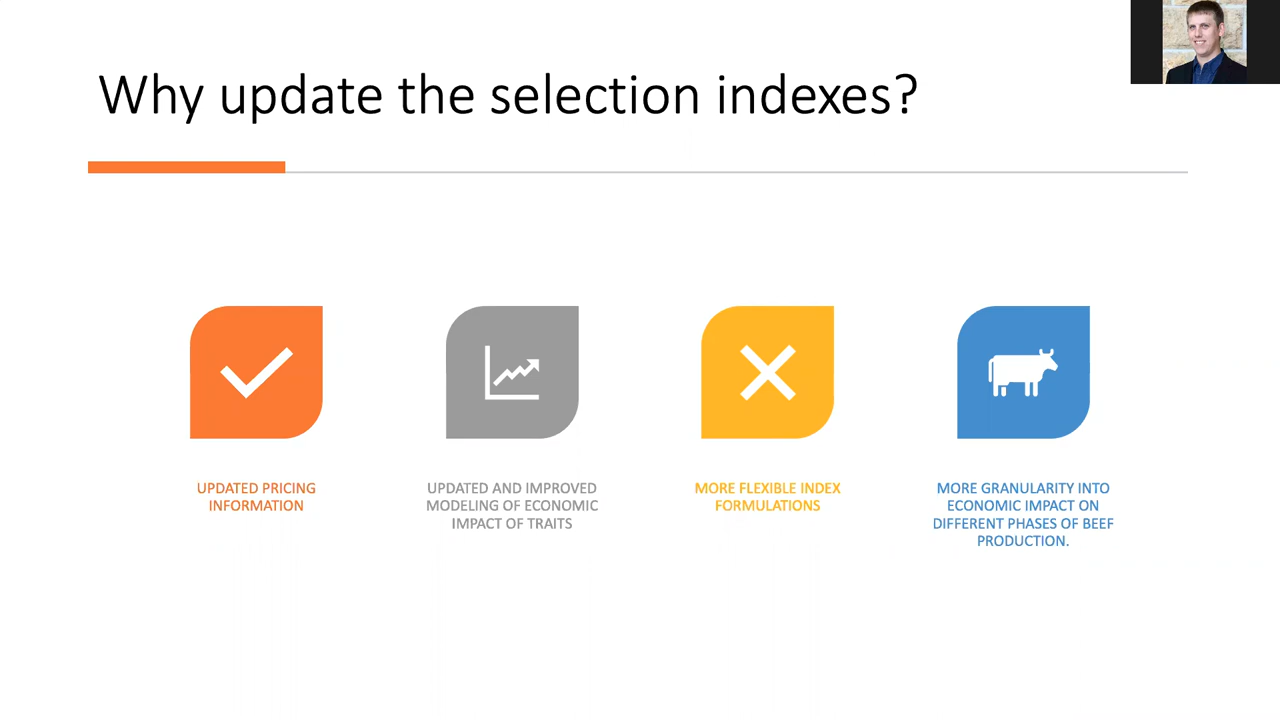 Why update the selection indexes?
UPDATED PRICING
INFORMATION
UPDATED AND IMPROVED
MODELING OF ECONOMIC
IMPACT OF TRAITS
MORE FLEXIBLE INDEX
FORMULATIONS
MORE GRANULARITY INTO
ECONOMIC IMPACT ON
DIFFERENT PHASES OF BEEF
PRODUCTION.